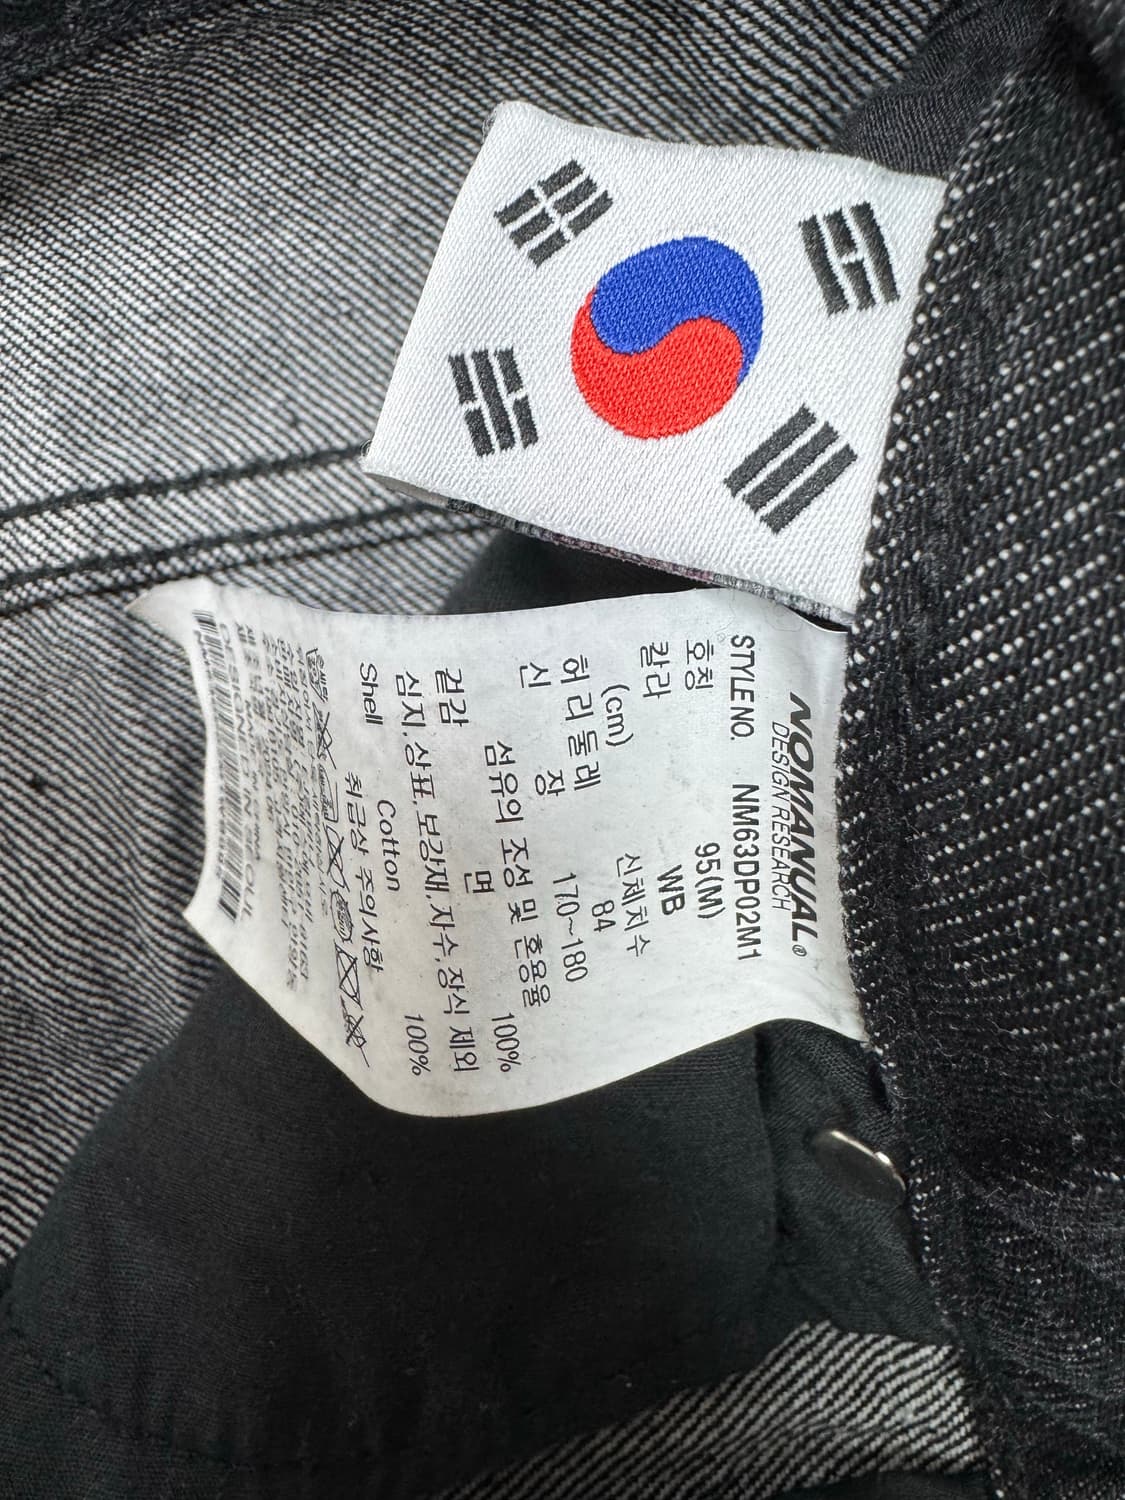 NOMANUAL®
DESIGN RESEARCH
STYLE NO. NM63DP02M1
호칭 95(M)
칼라 WB
(cm) 신체치수
허리둘레 84
신 장 170~180
섬유의 조성 및 혼용율
겉감 면 100%
심지,상표,보강재,자수,장식 제외
Shell Cotton 100%
취급상 주의사항
DESIGNED IN SEOUL